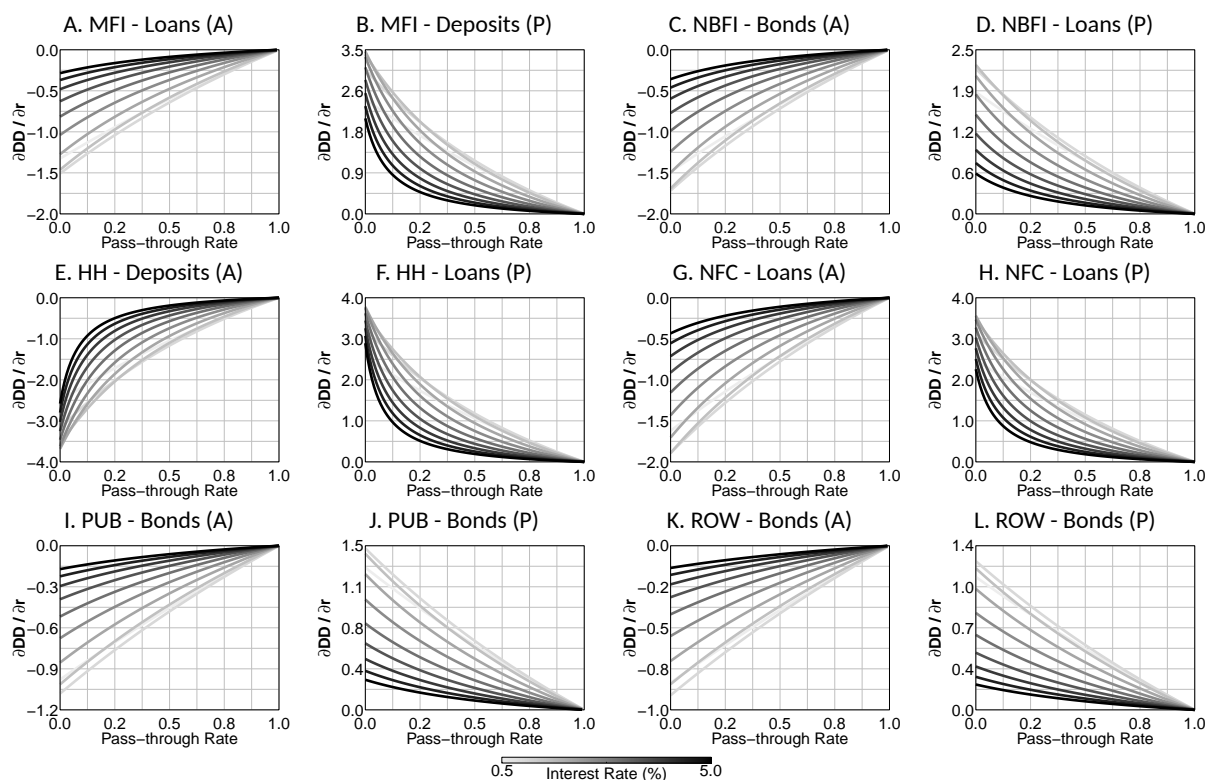 A. MFI - Loans (A)
B. MFI - Deposits (P)
C. NBFI - Bonds (A)
D. NBFI - Loans (P)
0.0
−0.5
−1.0
−1.5
−2.0
∂DD / ∂r
0.0 0.2 0.5 0.8 1.0
Pass−through Rate
3.5
2.6
1.8
0.9
0.0
∂DD / ∂r
0.0 0.2 0.5 0.8 1.0
Pass−through Rate
0.0
−0.5
−1.0
−1.5
−2.0
∂DD / ∂r
0.0 0.2 0.5 0.8 1.0
Pass−through Rate
2.5
1.9
1.2
0.6
0.0
∂DD / ∂r
0.0 0.2 0.5 0.8 1.0
Pass−through Rate
E. HH - Deposits (A)
F. HH - Loans (P)
G. NFC - Loans (A)
H. NFC - Loans (P)
0.0
−1.0
−2.0
−3.0
−4.0
∂DD / ∂r
0.0 0.2 0.5 0.8 1.0
Pass−through Rate
4.0
3.0
2.0
1.0
0.0
∂DD / ∂r
0.0 0.2 0.5 0.8 1.0
Pass−through Rate
0.0
−0.5
−1.0
−1.5
−2.0
∂DD / ∂r
0.0 0.2 0.5 0.8 1.0
Pass−through Rate
4.0
3.0
2.0
1.0
0.0
∂DD / ∂r
0.0 0.2 0.5 0.8 1.0
Pass−through Rate
I. PUB - Bonds (A)
J. PUB - Bonds (P)
K. ROW - Bonds (A)
L. ROW - Bonds (P)
0.0
−0.3
−0.6
−0.9
−1.2
∂DD / ∂r
0.0 0.2 0.5 0.8 1.0
Pass−through Rate
1.5
1.1
0.8
0.4
0.0
∂DD / ∂r
0.0 0.2 0.5 0.8 1.0
Pass−through Rate
0.0
−0.2
−0.5
−0.8
−1.0
∂DD / ∂r
0.0 0.2 0.5 0.8 1.0
Pass−through Rate
1.4
1.0
0.7
0.4
0.0
∂DD / ∂r
0.0 0.2 0.5 0.8 1.0
Pass−through Rate
0.5 Interest Rate (%) 5.0